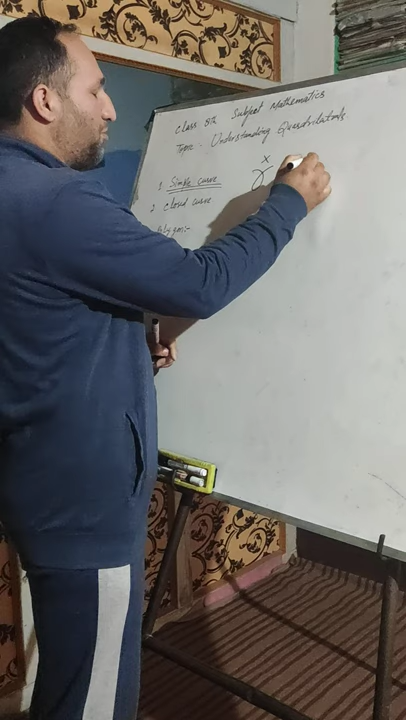 Class 8th Subject Mathematics
Topic - Understanding Quadrilaterals
x
1 Simple curve
2 Closed curve
Polygon:-